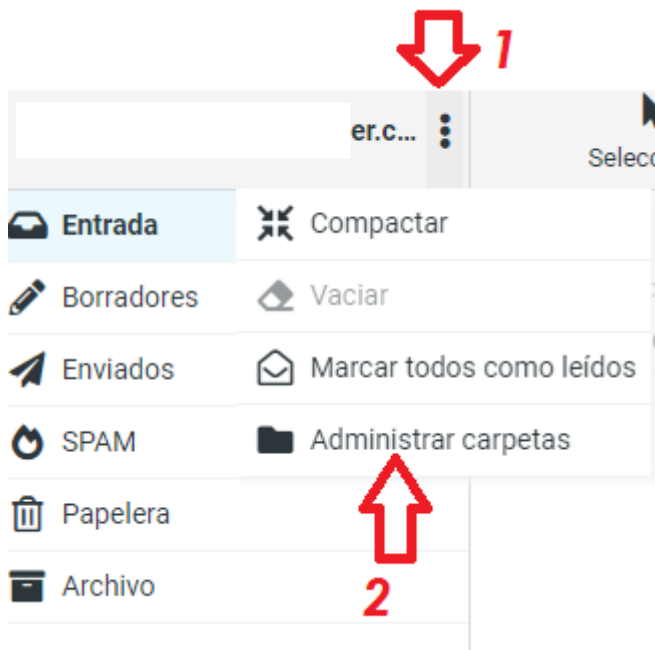 1
er.c...
Selecc
Entrada
Compactar
Borradores
Vaciar
Enviados
Marcar todos como leídos
SPAM
Administrar carpetas
Papelera
Archivo
2